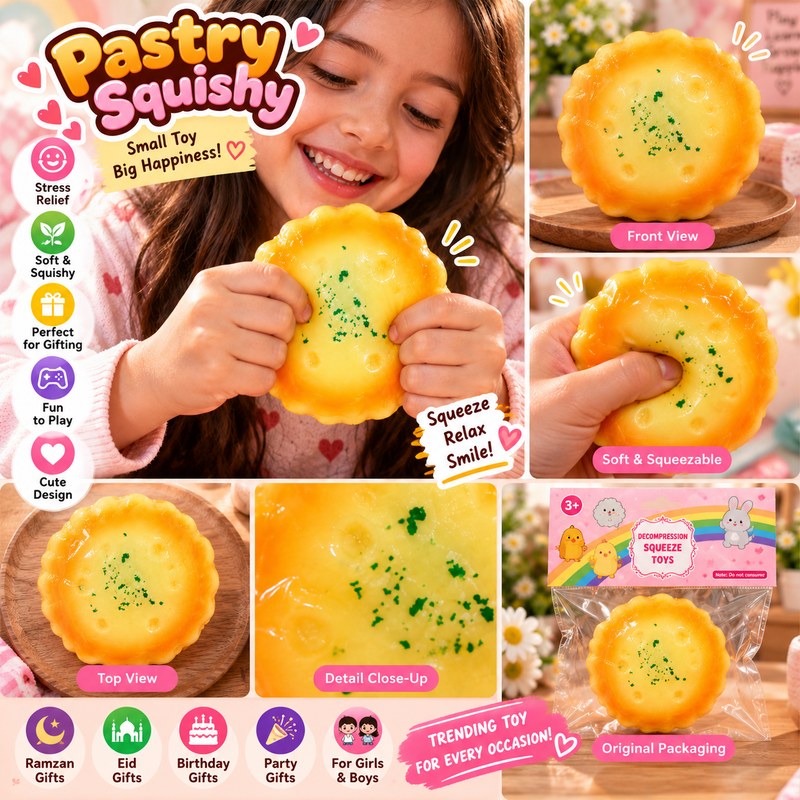 Pastry
Squishy
Small Toy
Big Happiness!
Stress
Relief
Soft &
Squishy
Perfect
for Gifting
Fun
to Play
Cute
Design
Squeeze
Relax
Smile!
Front View
Soft & Squeezable
Top View
Detail Close-Up
3+
DECOMPRESSION
SQUEEZE
TOYS
Note: Do not consume!
Original Packaging
Ramzan
Gifts
Eid
Gifts
Birthday
Gifts
Party
Gifts
For Girls
& Boys
TRENDING TOY
FOR EVERY OCCASION!